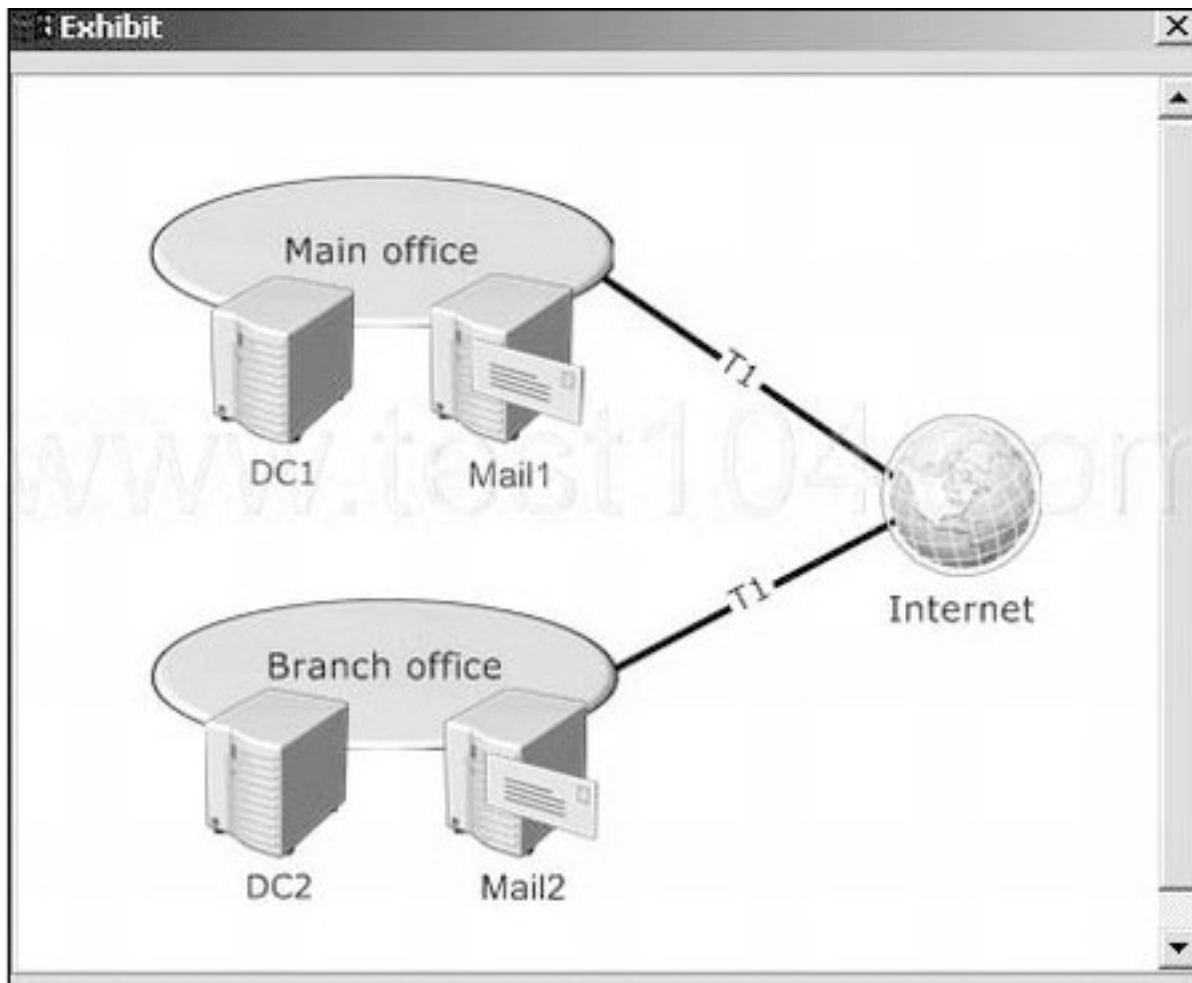 Exhibit
Main office
DC1
Mail1
T1
www.test104.com
Internet
T1
Branch office
DC2
Mail2